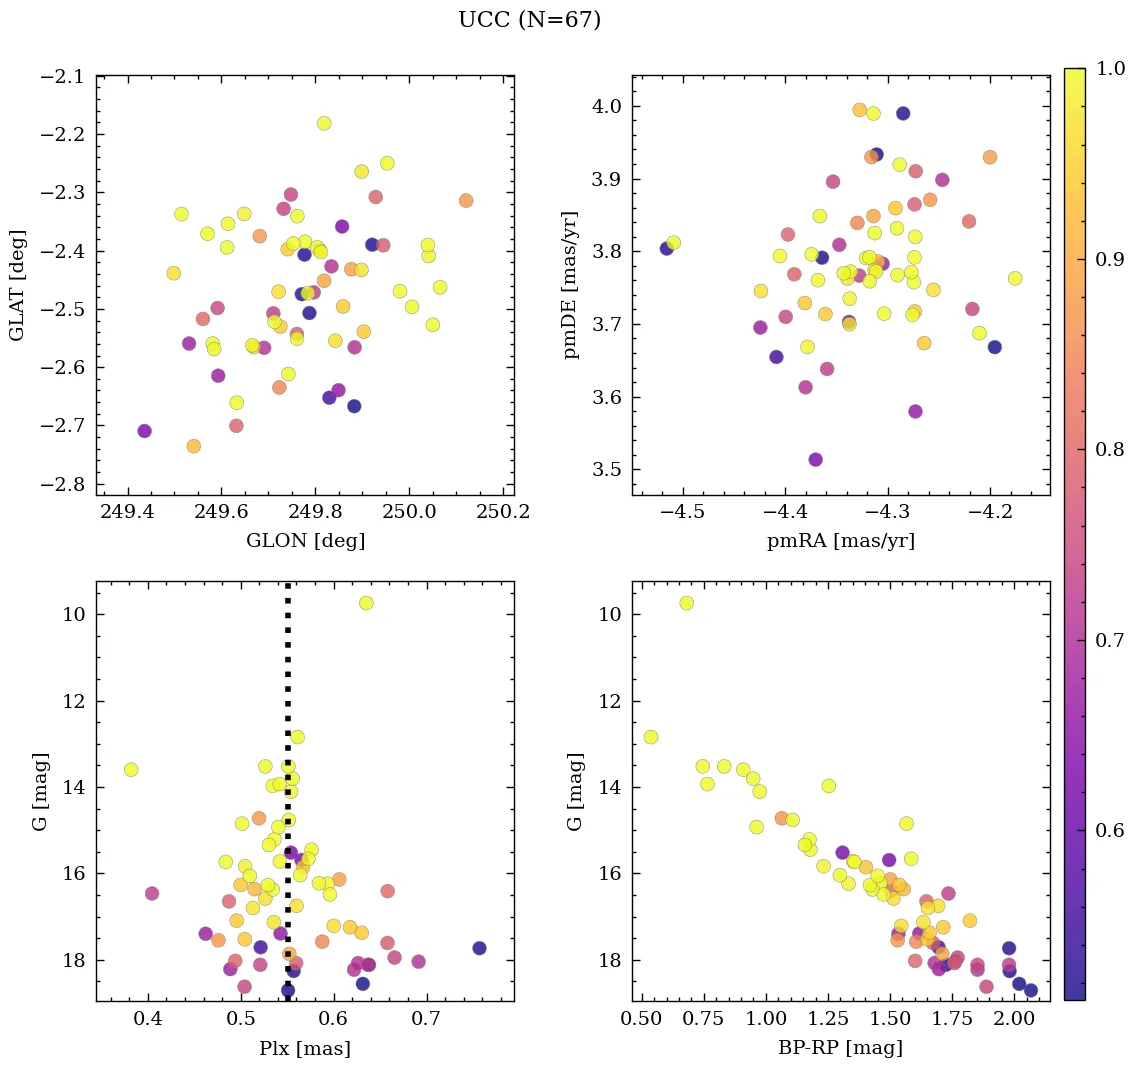 UCC (N=67)
−2.1
−2.2
−2.3
−2.4
−2.5
−2.6
−2.7
−2.8
GLAT [deg]
249.4 249.6 249.8 250.0 250.2
GLON [deg]
4.0
3.9
3.8
3.7
3.6
3.5
pmDE [mas/yr]
−4.5 −4.4 −4.3 −4.2
pmRA [mas/yr]
10
12
14
16
18
G [mag]
0.4 0.5 0.6 0.7
Plx [mas]
10
12
14
16
18
G [mag]
0.50 0.75 1.00 1.25 1.50 1.75 2.00
BP-RP [mag]
1.0
0.9
0.8
0.7
0.6